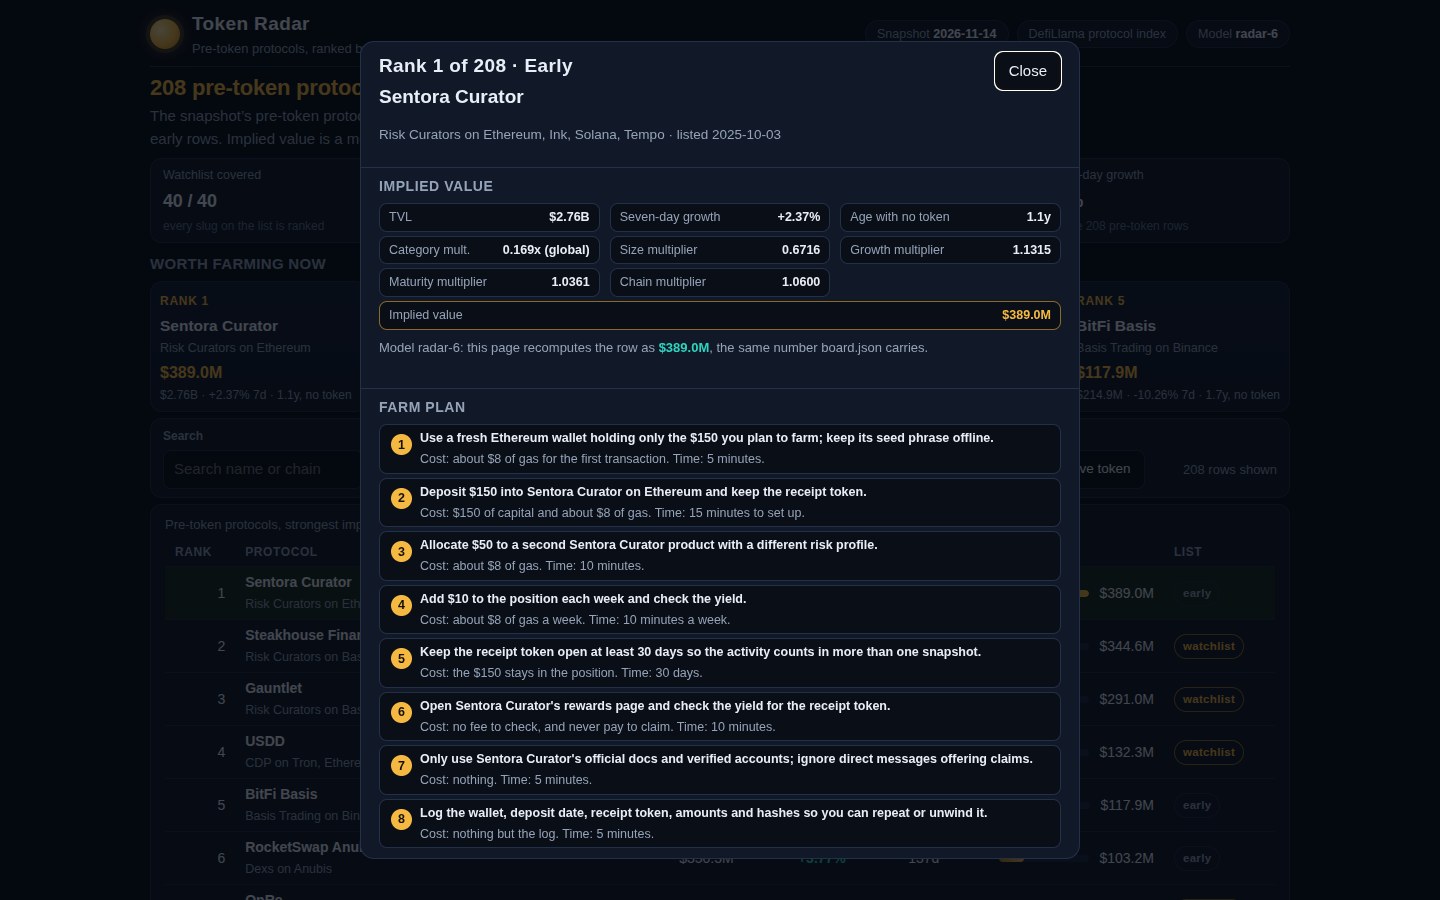 Token Radar
Pre-token protocols, ranked b
Snapshot 2026-11-14
DefiLlama protocol index
Model radar-6
208 pre-token protoc
The snapshot's pre-token protoc
early rows. Implied value is a m
Watchlist covered
40 / 40
every slug on the list is ranked
-day growth
208 pre-token rows
WORTH FARMING NOW
RANK 1
Sentora Curator
Risk Curators on Ethereum
$389.0M
$2.76B · +2.37% 7d · 1.1y, no token
RANK 5
BitFi Basis
Basis Trading on Binance
$117.9M
$214.9M · -10.26% 7d · 1.7y, no token
Search
Search name or chain
ve token
208 rows shown
Pre-token protocols, strongest imp
RANK
PROTOCOL
LIST
1
Sentora Curator
Risk Curators on Eth
$389.0M
early
2
Steakhouse Finan
Risk Curators on Bas
$344.6M
watchlist
3
Gauntlet
Risk Curators on Bas
$291.0M
watchlist
4
USDD
CDP on Tron, Ethere
$132.3M
watchlist
5
BitFi Basis
Basis Trading on Bin
$117.9M
early
6
RocketSwap Anu
Dexs on Anubis
$103.2M
early
Rank 1 of 208 · Early
Close
Sentora Curator
Risk Curators on Ethereum, Ink, Solana, Tempo · listed 2025-10-03
IMPLIED VALUE
TVL $2.76B
Seven-day growth +2.37%
Age with no token 1.1y
Category mult. 0.169x (global)
Size multiplier 0.6716
Growth multiplier 1.1315
Maturity multiplier 1.0361
Chain multiplier 1.0600
Implied value $389.0M
Model radar-6: this page recomputes the row as $389.0M, the same number board.json carries.
FARM PLAN
1
Use a fresh Ethereum wallet holding only the $150 you plan to farm; keep its seed phrase offline.
Cost: about $8 of gas for the first transaction. Time: 5 minutes.
2
Deposit $150 into Sentora Curator on Ethereum and keep the receipt token.
Cost: $150 of capital and about $8 of gas. Time: 15 minutes to set up.
3
Allocate $50 to a second Sentora Curator product with a different risk profile.
Cost: about $8 of gas. Time: 10 minutes.
4
Add $10 to the position each week and check the yield.
Cost: about $8 of gas a week. Time: 10 minutes a week.
5
Keep the receipt token open at least 30 days so the activity counts in more than one snapshot.
Cost: the $150 stays in the position. Time: 30 days.
6
Open Sentora Curator's rewards page and check the yield for the receipt token.
Cost: no fee to check, and never pay to claim. Time: 10 minutes.
7
Only use Sentora Curator's official docs and verified accounts; ignore direct messages offering claims.
Cost: nothing. Time: 5 minutes.
8
Log the wallet, deposit date, receipt token, amounts and hashes so you can repeat or unwind it.
Cost: nothing but the log. Time: 5 minutes.